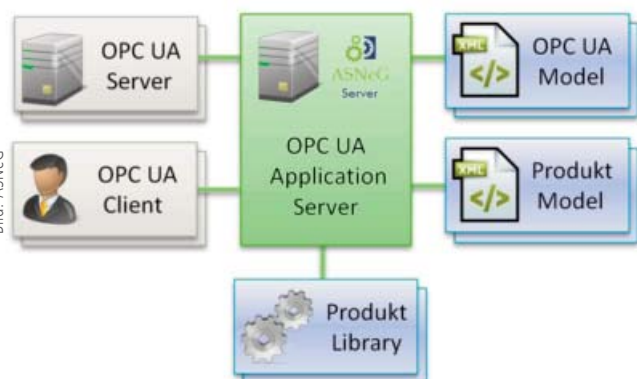 OPC UA
Server
OPC UA
Client
Bild: ASNeG
ASNeG
Server
OPC UA
Application
Server
XML
</>
OPC UA
Model
XML
</>
Produkt
Model
Produkt
Library